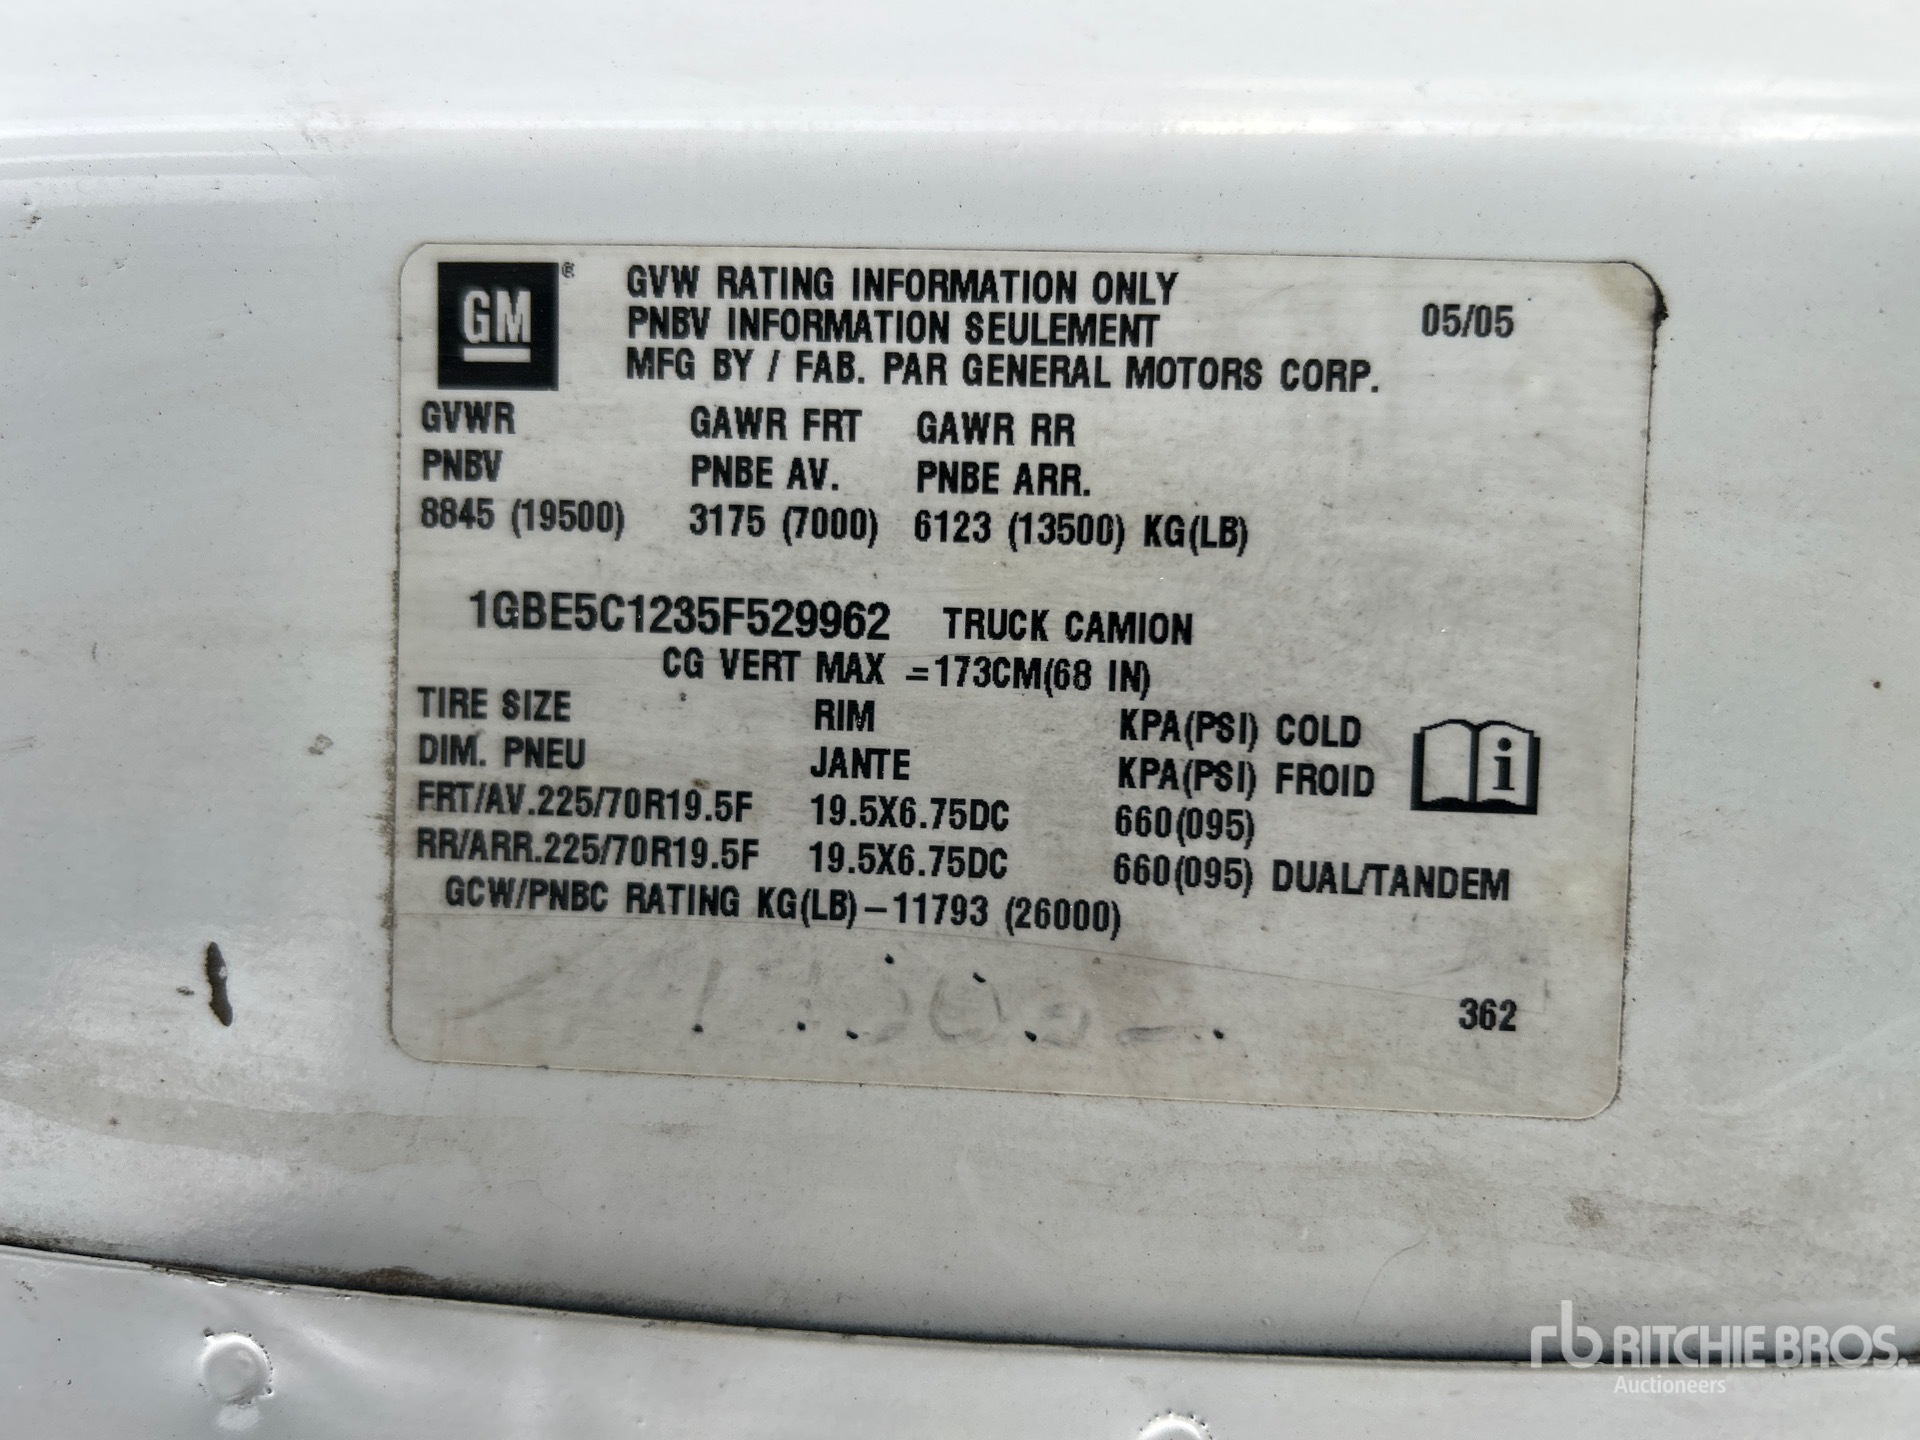 GM ®
GVW RATING INFORMATION ONLY
PNBV INFORMATION SEULEMENT
MFG BY / FAB. PAR GENERAL MOTORS CORP.
05/05
GVWR GAWR FRT GAWR RR
PNBV PNBE AV. PNBE ARR.
8845 (19500) 3175 (7000) 6123 (13500) KG(LB)
1GBE5C1235F529962 TRUCK CAMION
CG VERT MAX =173CM(68 IN)
TIRE SIZE RIM KPA(PSI) COLD
DIM. PNEU JANTE KPA(PSI) FROID
FRT/AV.225/70R19.5F 19.5X6.75DC 660(095)
RR/ARR.225/70R19.5F 19.5X6.75DC 660(095) DUAL/TANDEM
GCW/PNBC RATING KG(LB)-11793 (26000)
362
rb RITCHIE BROS.
Auctioneers